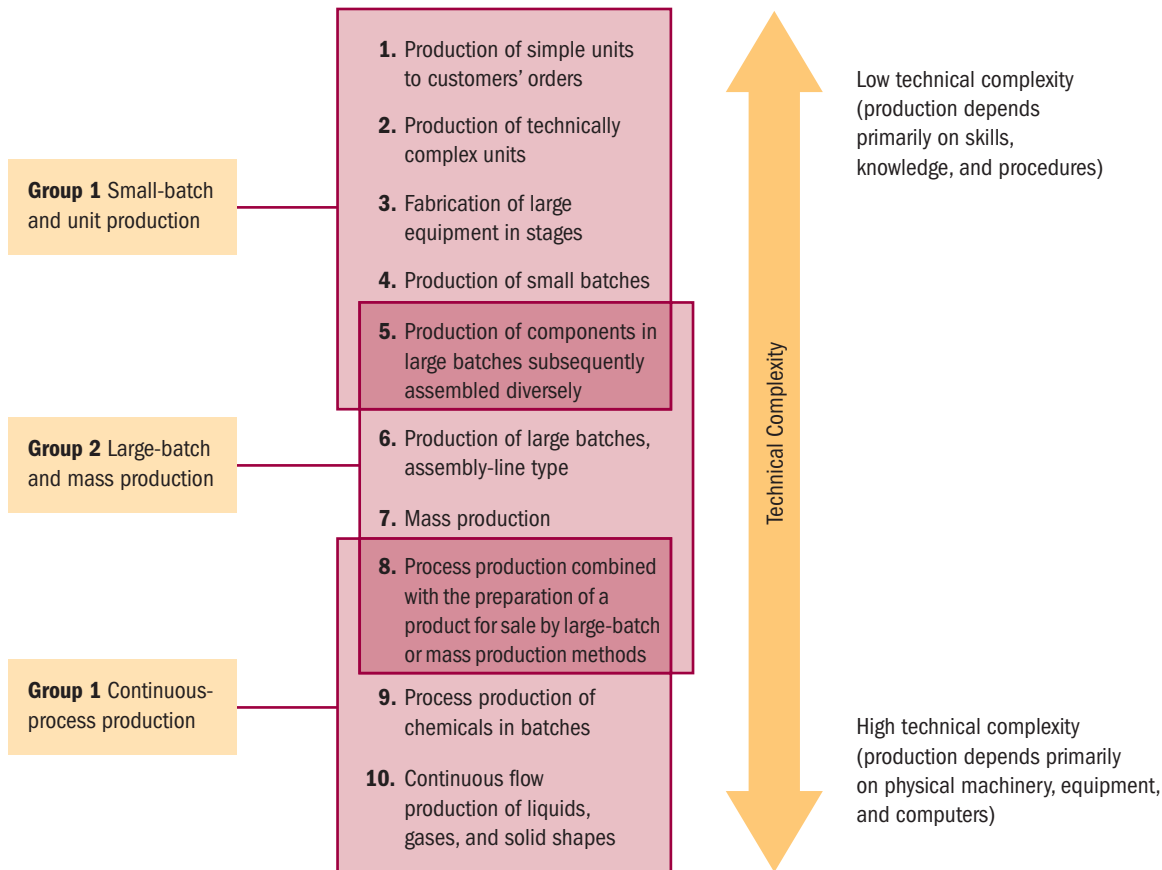 1. Production of simple units
to customers’ orders
2. Production of technically
complex units
3. Fabrication of large
equipment in stages
4. Production of small batches
5. Production of components in
large batches subsequently
assembled diversely
6. Production of large batches,
assembly-line type
7. Mass production
8. Process production combined
with the preparation of a
product for sale by large-batch
or mass production methods
9. Process production of
chemicals in batches
10. Continuous flow
production of liquids,
gases, and solid shapes
Group 1 Small-batch
and unit production
Group 2 Large-batch
and mass production
Group 1 Continuous-
process production
Technical Complexity
Low technical complexity
(production depends
primarily on skills,
knowledge, and procedures)
High technical complexity
(production depends primarily
on physical machinery, equipment,
and computers)